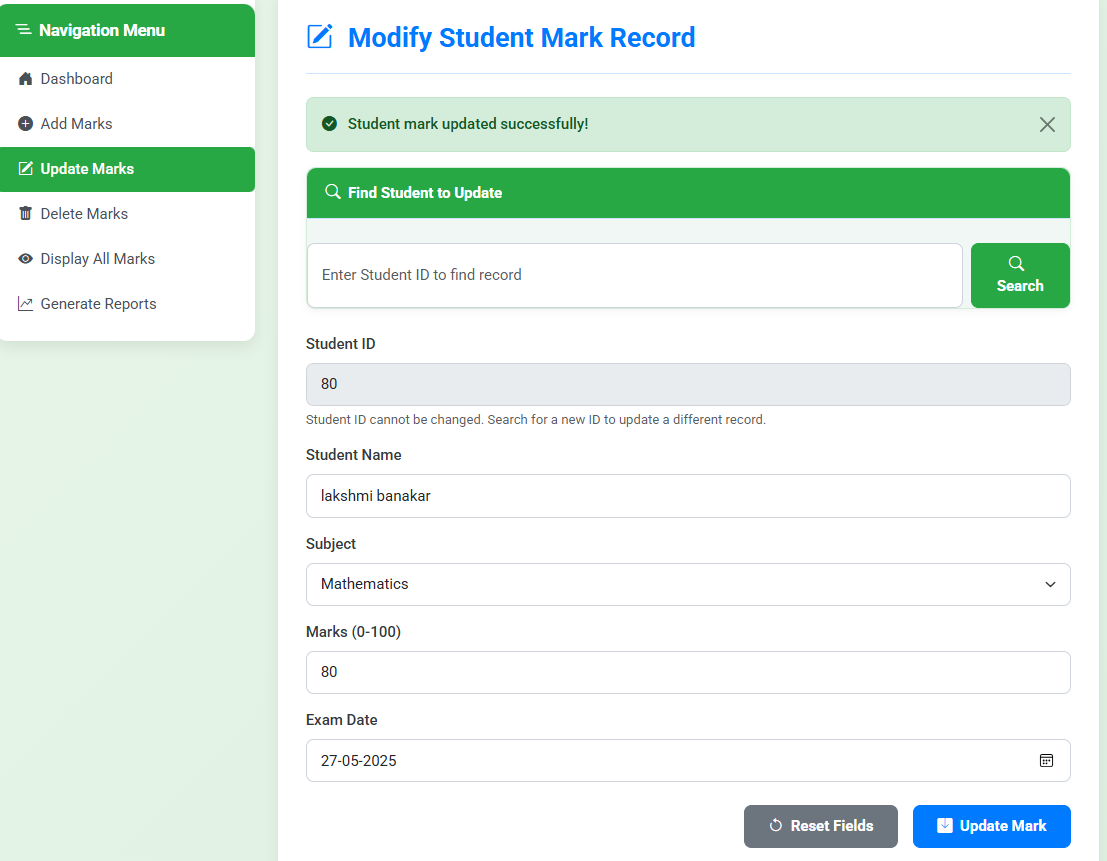 Navigation Menu
Dashboard
Add Marks
Update Marks
Delete Marks
Display All Marks
Generate Reports
Modify Student Mark Record
Student mark updated successfully!
Find Student to Update
Enter Student ID to find record
Search
Student ID
80
Student ID cannot be changed. Search for a new ID to update a different record.
Student Name
lakshmi banakar
Subject
Mathematics
Marks (0-100)
80
Exam Date
27-05-2025
Reset Fields
Update Mark